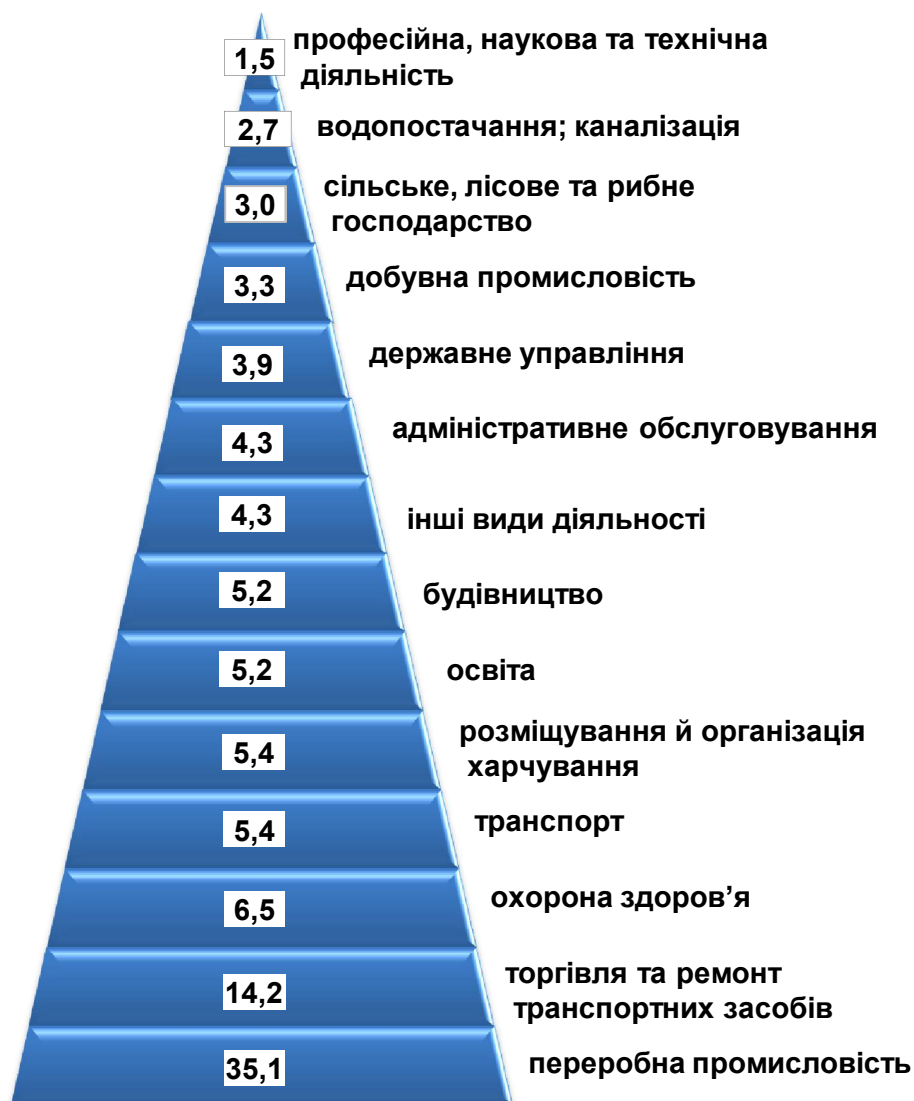 1,5 професійна, наукова та технічна
діяльність
2,7 водопостачання; каналізація
3,0 сільське, лісове та рибне
господарство
3,3 добувна промисловість
3,9 державне управління
4,3 адміністративне обслуговування
4,3 інші види діяльності
5,2 будівництво
5,2 освіта
5,4 розміщування й організація
харчування
5,4 транспорт
6,5 охорона здоров’я
14,2 торгівля та ремонт
транспортних засобів
35,1 переробна промисловість